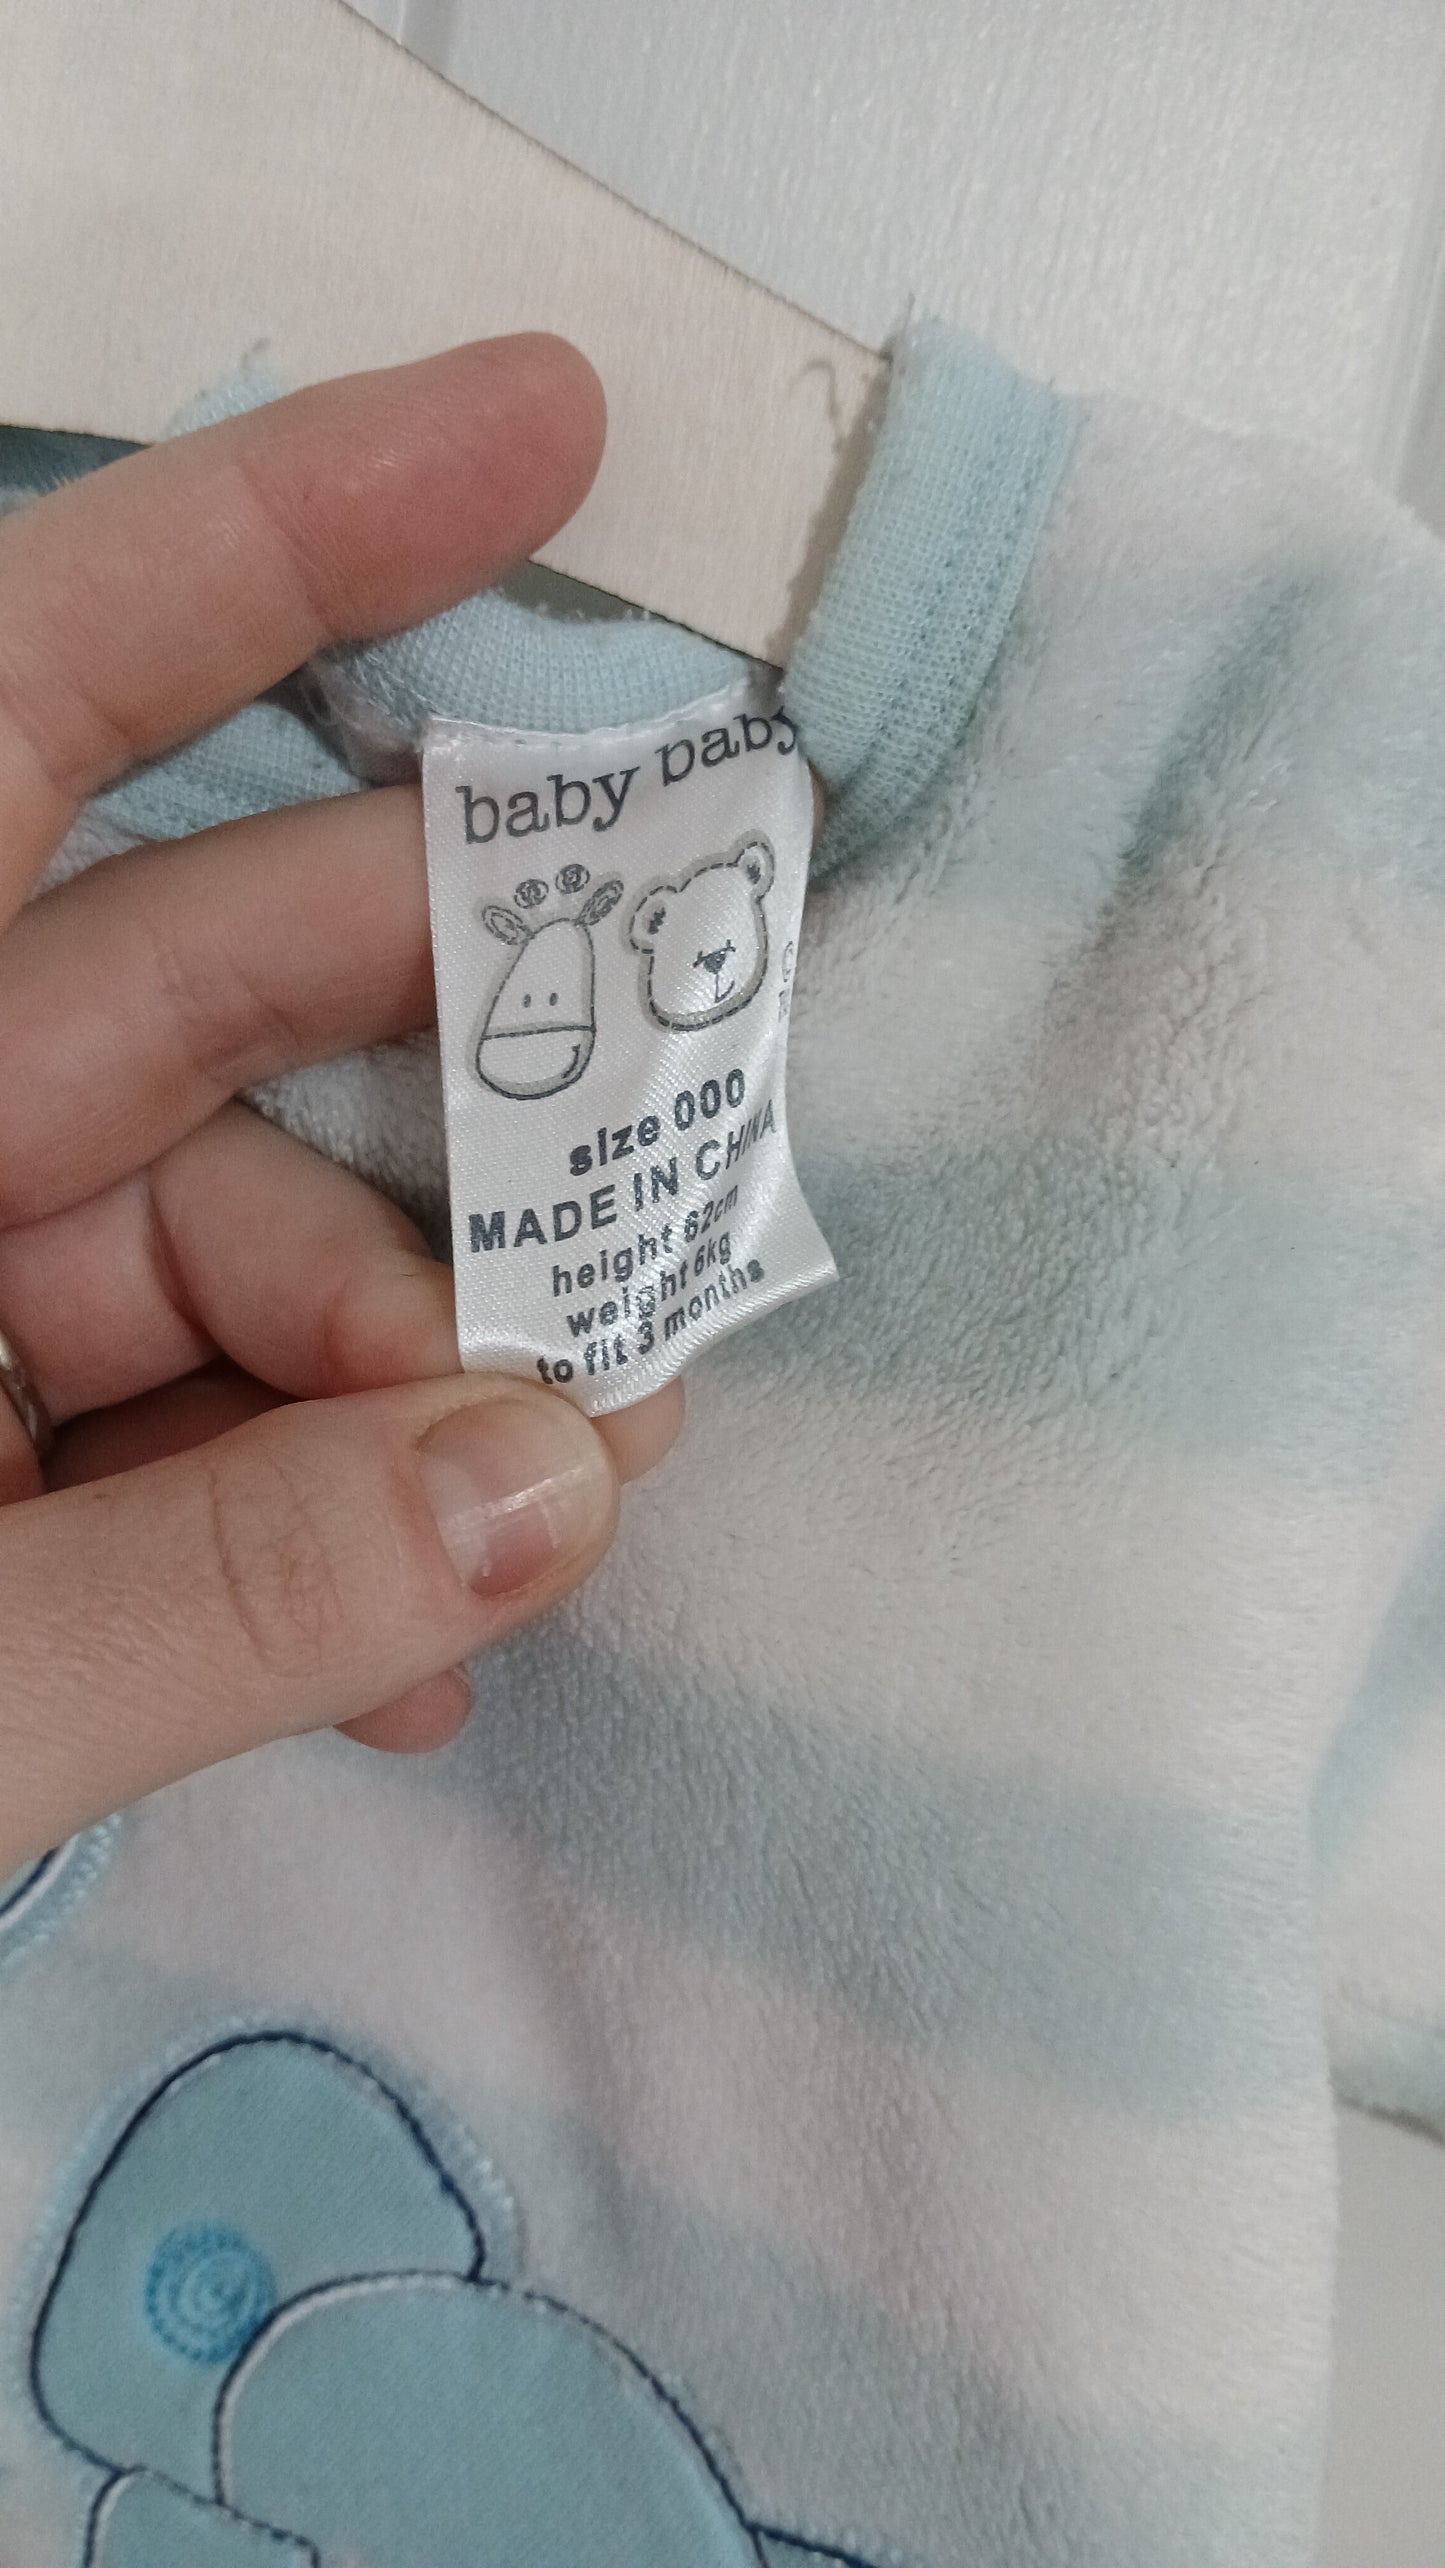 baby baby
size 000
MADE IN CHINA
height 62cm
weight 6kg
to fit 3 months